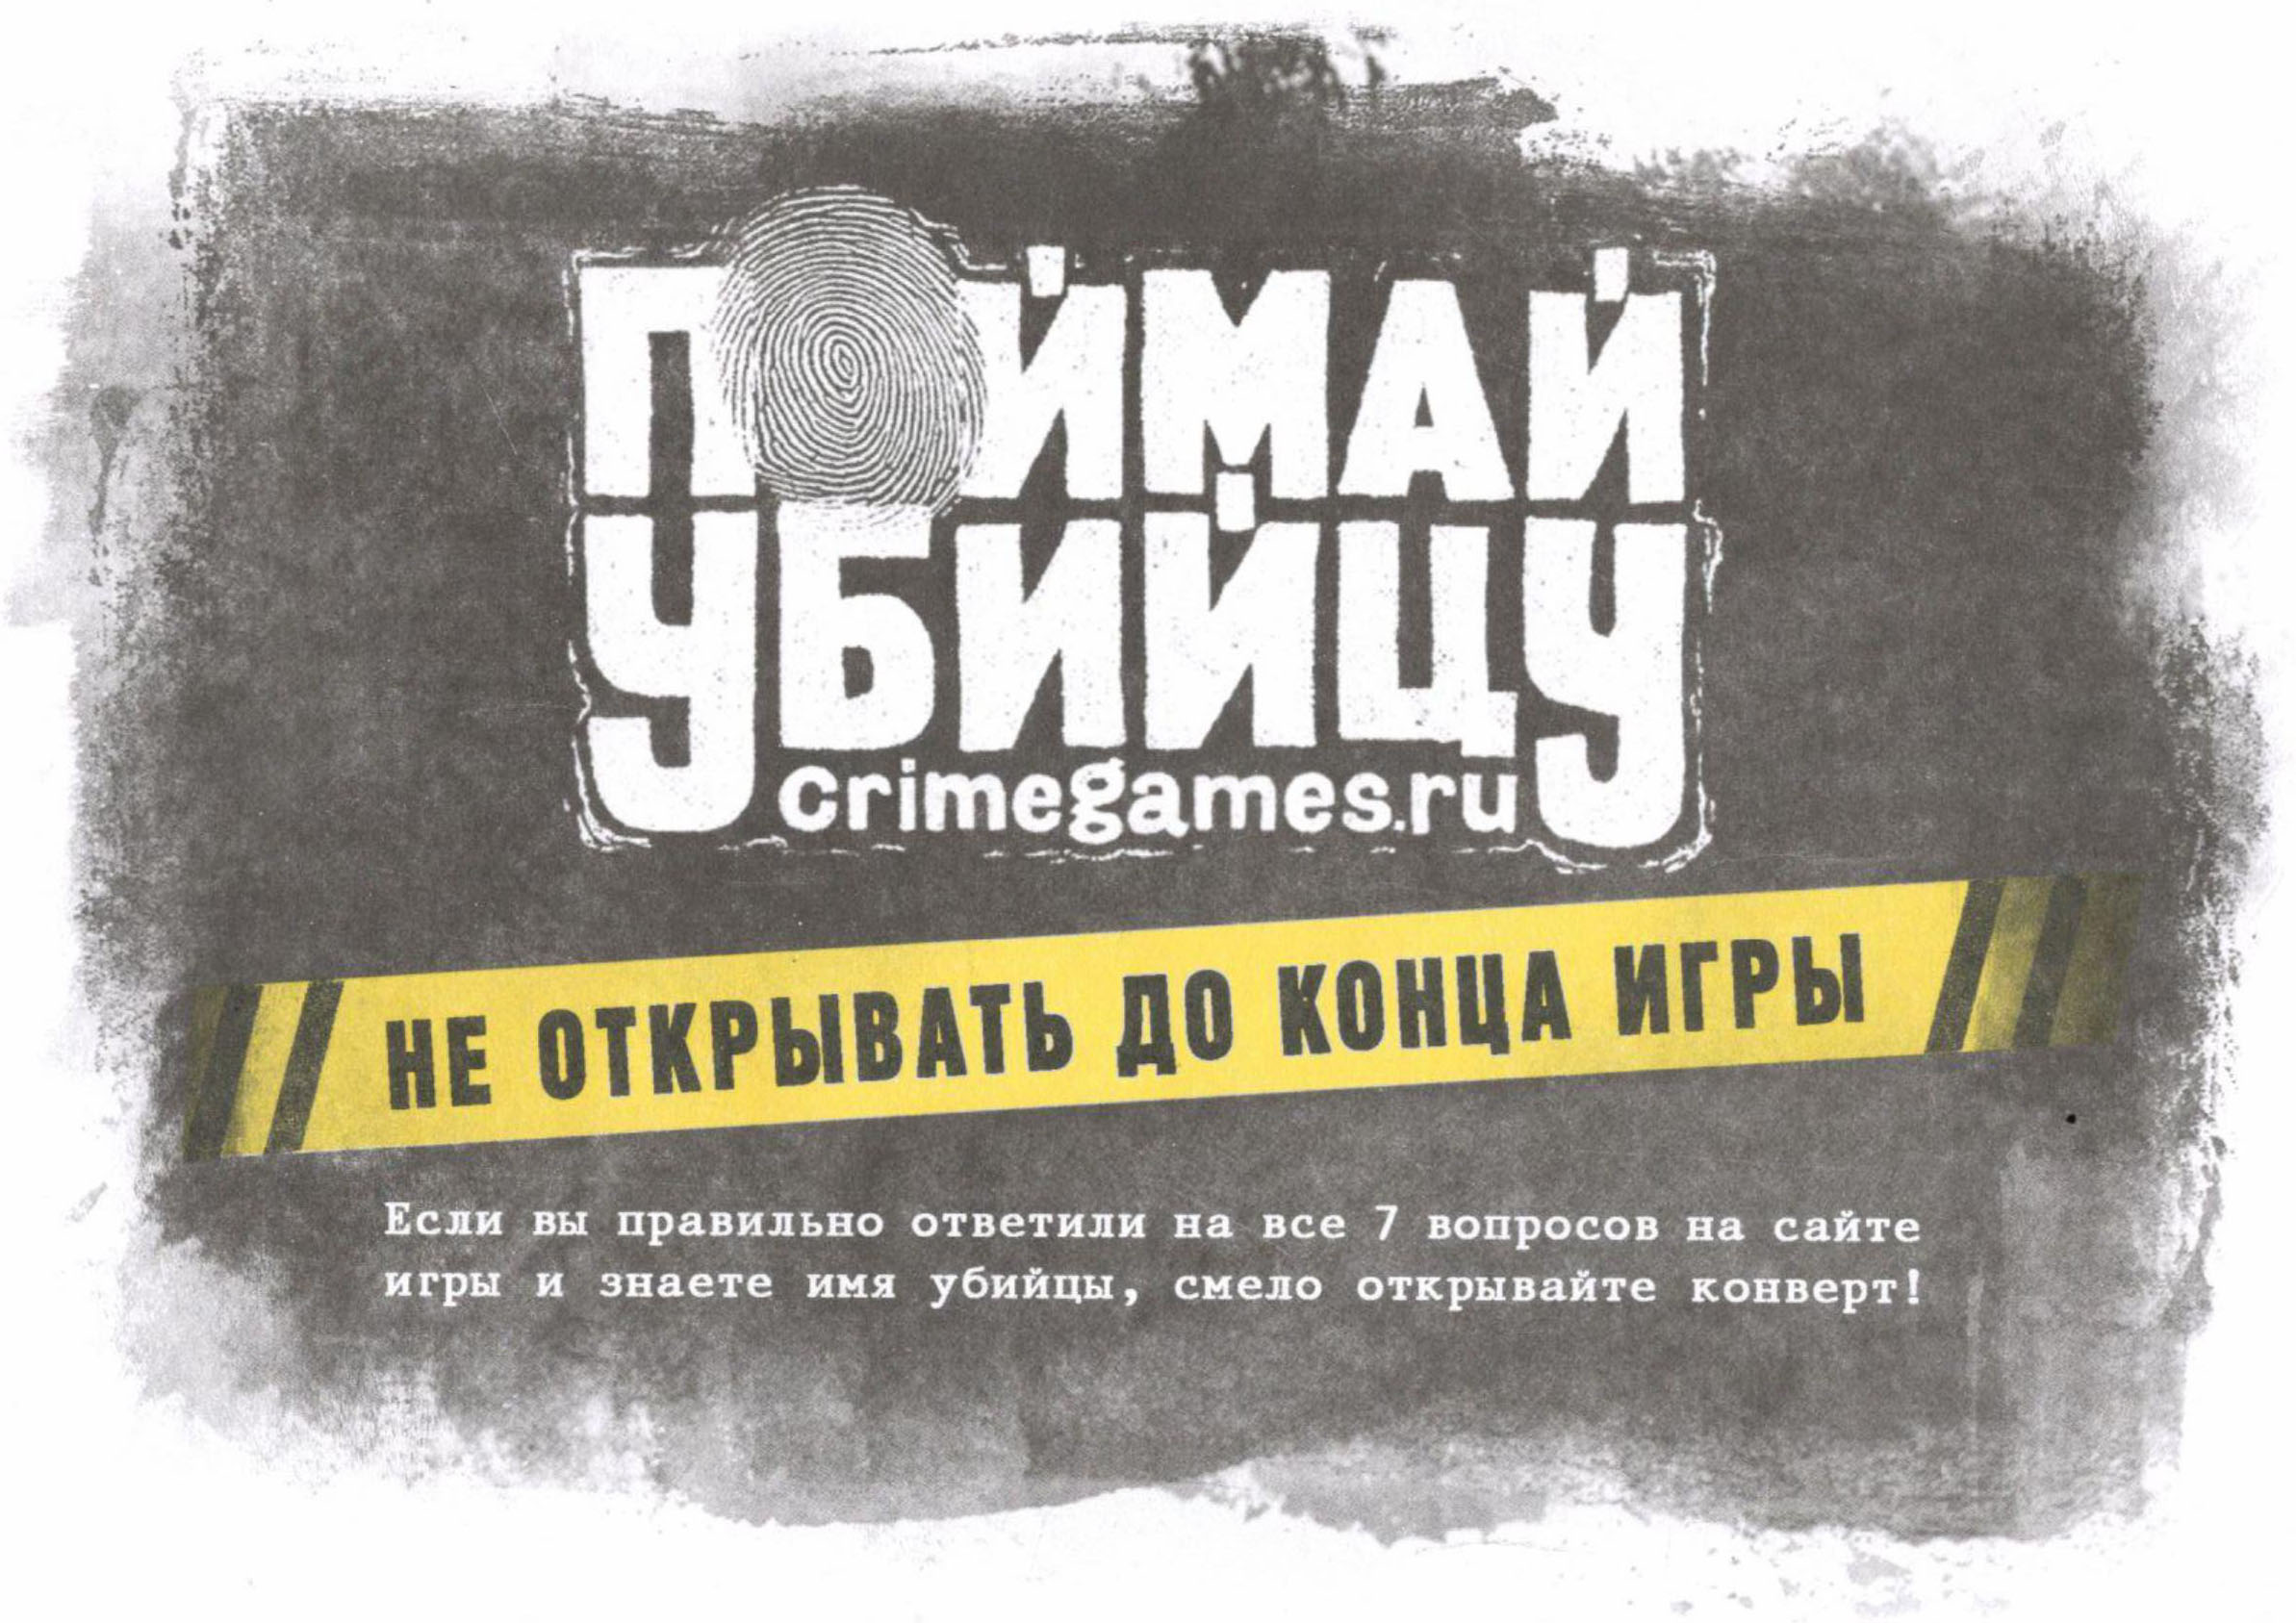 ПОЙМАЙ
УБИЙЦУ
crimegames.ru
НЕ ОТКРЫВАТЬ ДО КОНЦА ИГРЫ
Если вы правильно ответили на все 7 вопросов на сайте
игры и знаете имя убийцы, смело открывайте конверт!